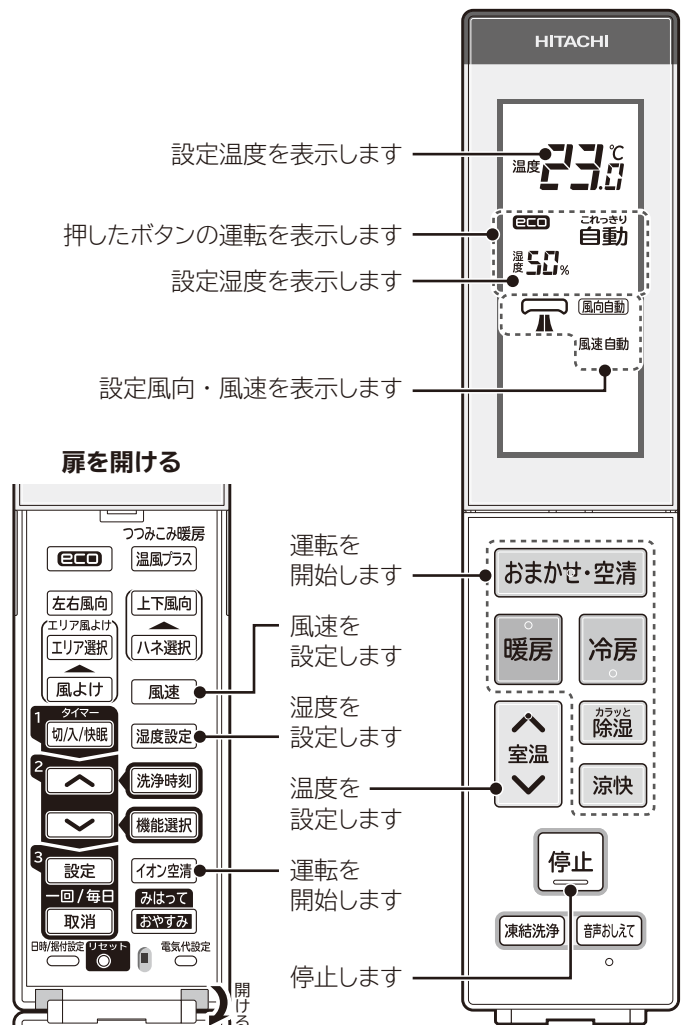 HITACHI
設定温度を表示します
温度 23.0 ℃
押したボタンの運転を表示します
eco
これっきり
自動
設定湿度を表示します
湿度 50%
風向自動
風速自動
設定風向・風速を表示します
扉を開ける
つつみこみ暖房
eco
温風プラス
左右風向
上下風向
エリア風よけ
エリア選択
ハネ選択
風よけ
風速
1
タイマー
切/入/快眠
湿度設定
2
洗浄時刻
機能選択
3
設定
イオン空清
一回/毎日
みはって
取消
おやすみ
日時/据付設定
リセット
電気代設定
開ける
運転を
開始します
風速を
設定します
湿度を
設定します
温度を
設定します
運転を
開始します
停止します
おまかせ・空清
暖房
冷房
室温
カラッと
除湿
涼快
停止
凍結洗浄
音声おしえて